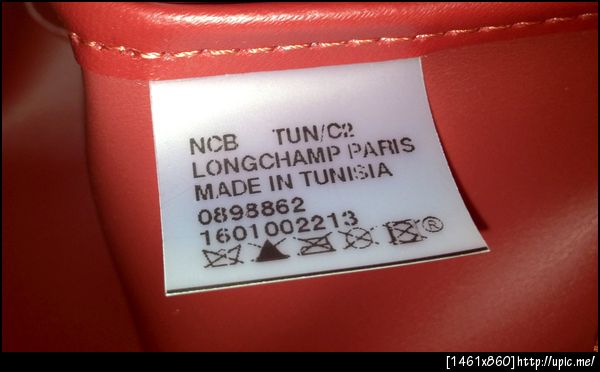 NCB TUN/C2
LONGCHAMP PARIS
MADE IN TUNISIA
0898862
1601002213
®
[1461x860]http://upic.me/